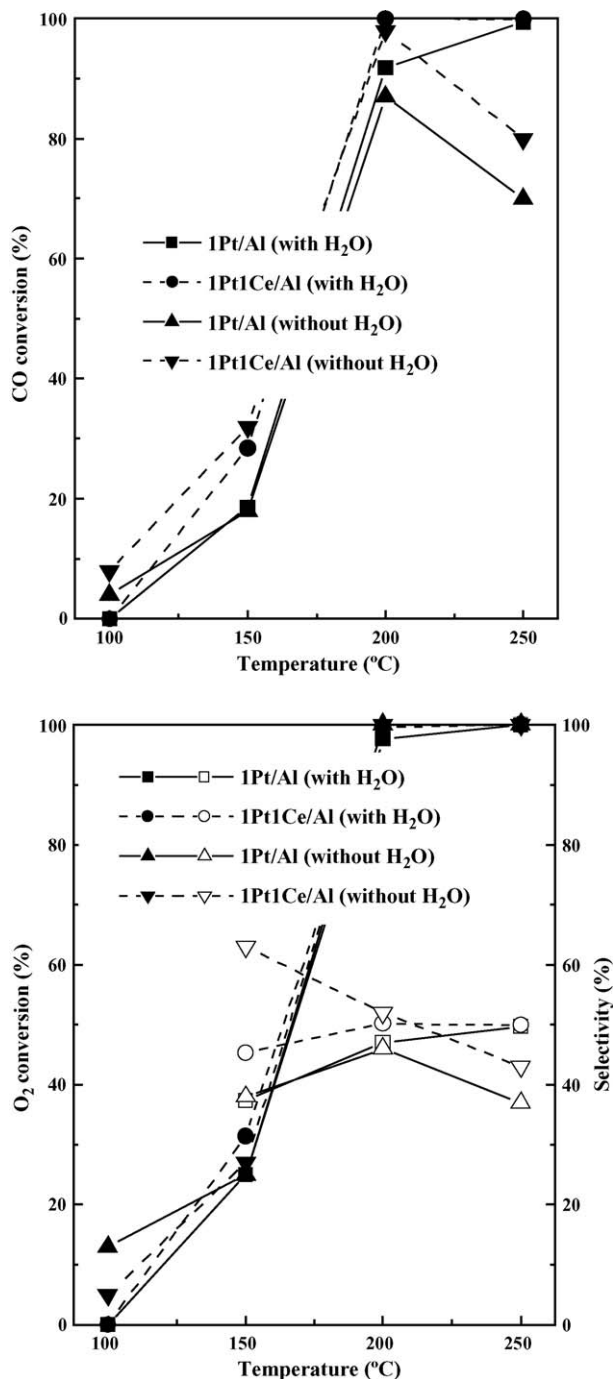 100
80
60
40
20
0
CO conversion (%)
1Pt/Al (with H₂O)
1Pt1Ce/Al (with H₂O)
1Pt/Al (without H₂O)
1Pt1Ce/Al (without H₂O)
100 150 200 250
Temperature (ºC)
100 100
80 80
60 60
40 40
20 20
0 0
O₂ conversion (%)
Selectivity (%)
1Pt/Al (with H₂O)
1Pt1Ce/Al (with H₂O)
1Pt/Al (without H₂O)
1Pt1Ce/Al (without H₂O)
100 150 200 250
Temperature (ºC)